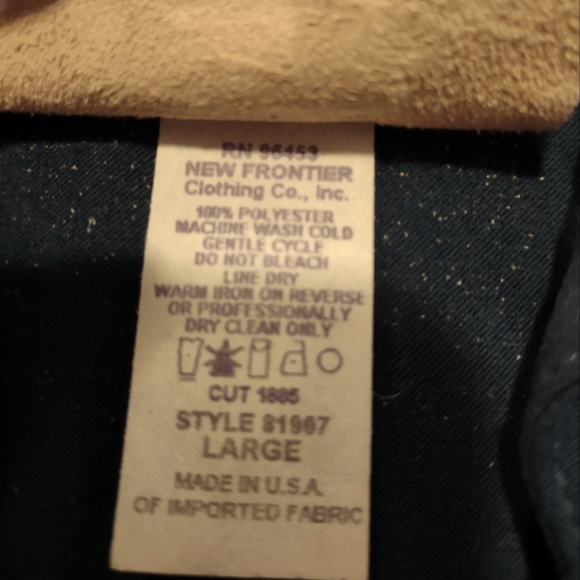 RN 96453
NEW FRONTIER
Clothing Co., Inc.
100% POLYESTER
MACHINE WASH COLD
GENTLE CYCLE
DO NOT BLEACH
LINE DRY
WARM IRON ON REVERSE
OR PROFESSIONALLY
DRY CLEAN ONLY
CUT 1885
STYLE 81967
LARGE
MADE IN U.S.A.
OF IMPORTED FABRIC